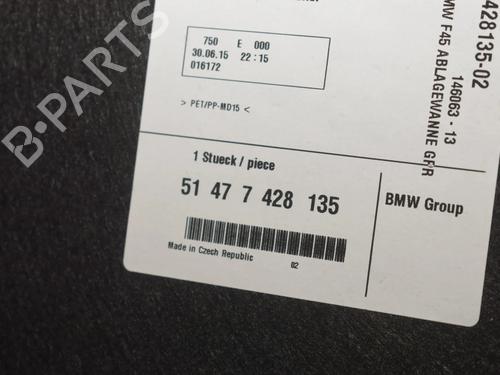 B-PARTS
750 E 000
30.06.15 22:15
016172
> PET/PP-MD15 <
1 Stueck / piece
51 47 7 428 135
Made in Czech Republic
02
BMW Group
428135-02
146063 - 13
MW F45 ABLAGEWANNE GFR